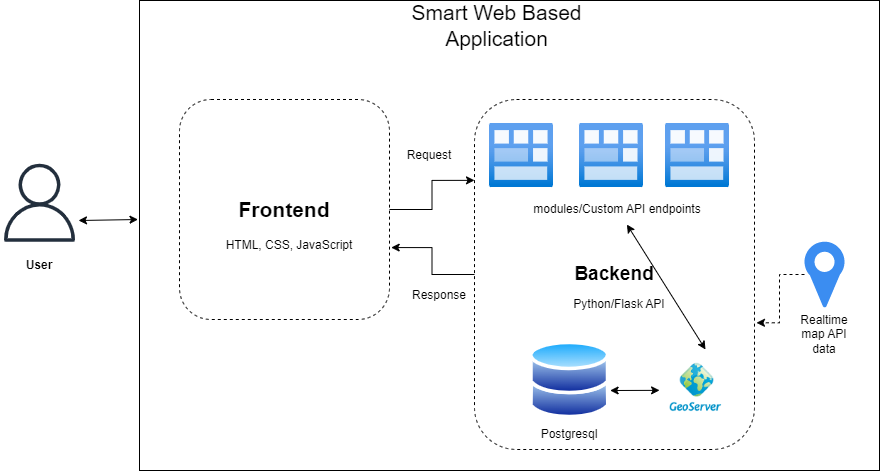 Smart Web Based
Application
Request
modules/Custom API endpoints
Frontend
HTML, CSS, JavaScript
User
Response
Backend
Python/Flask API
Realtime
map API
data
GeoServer
Postgresql